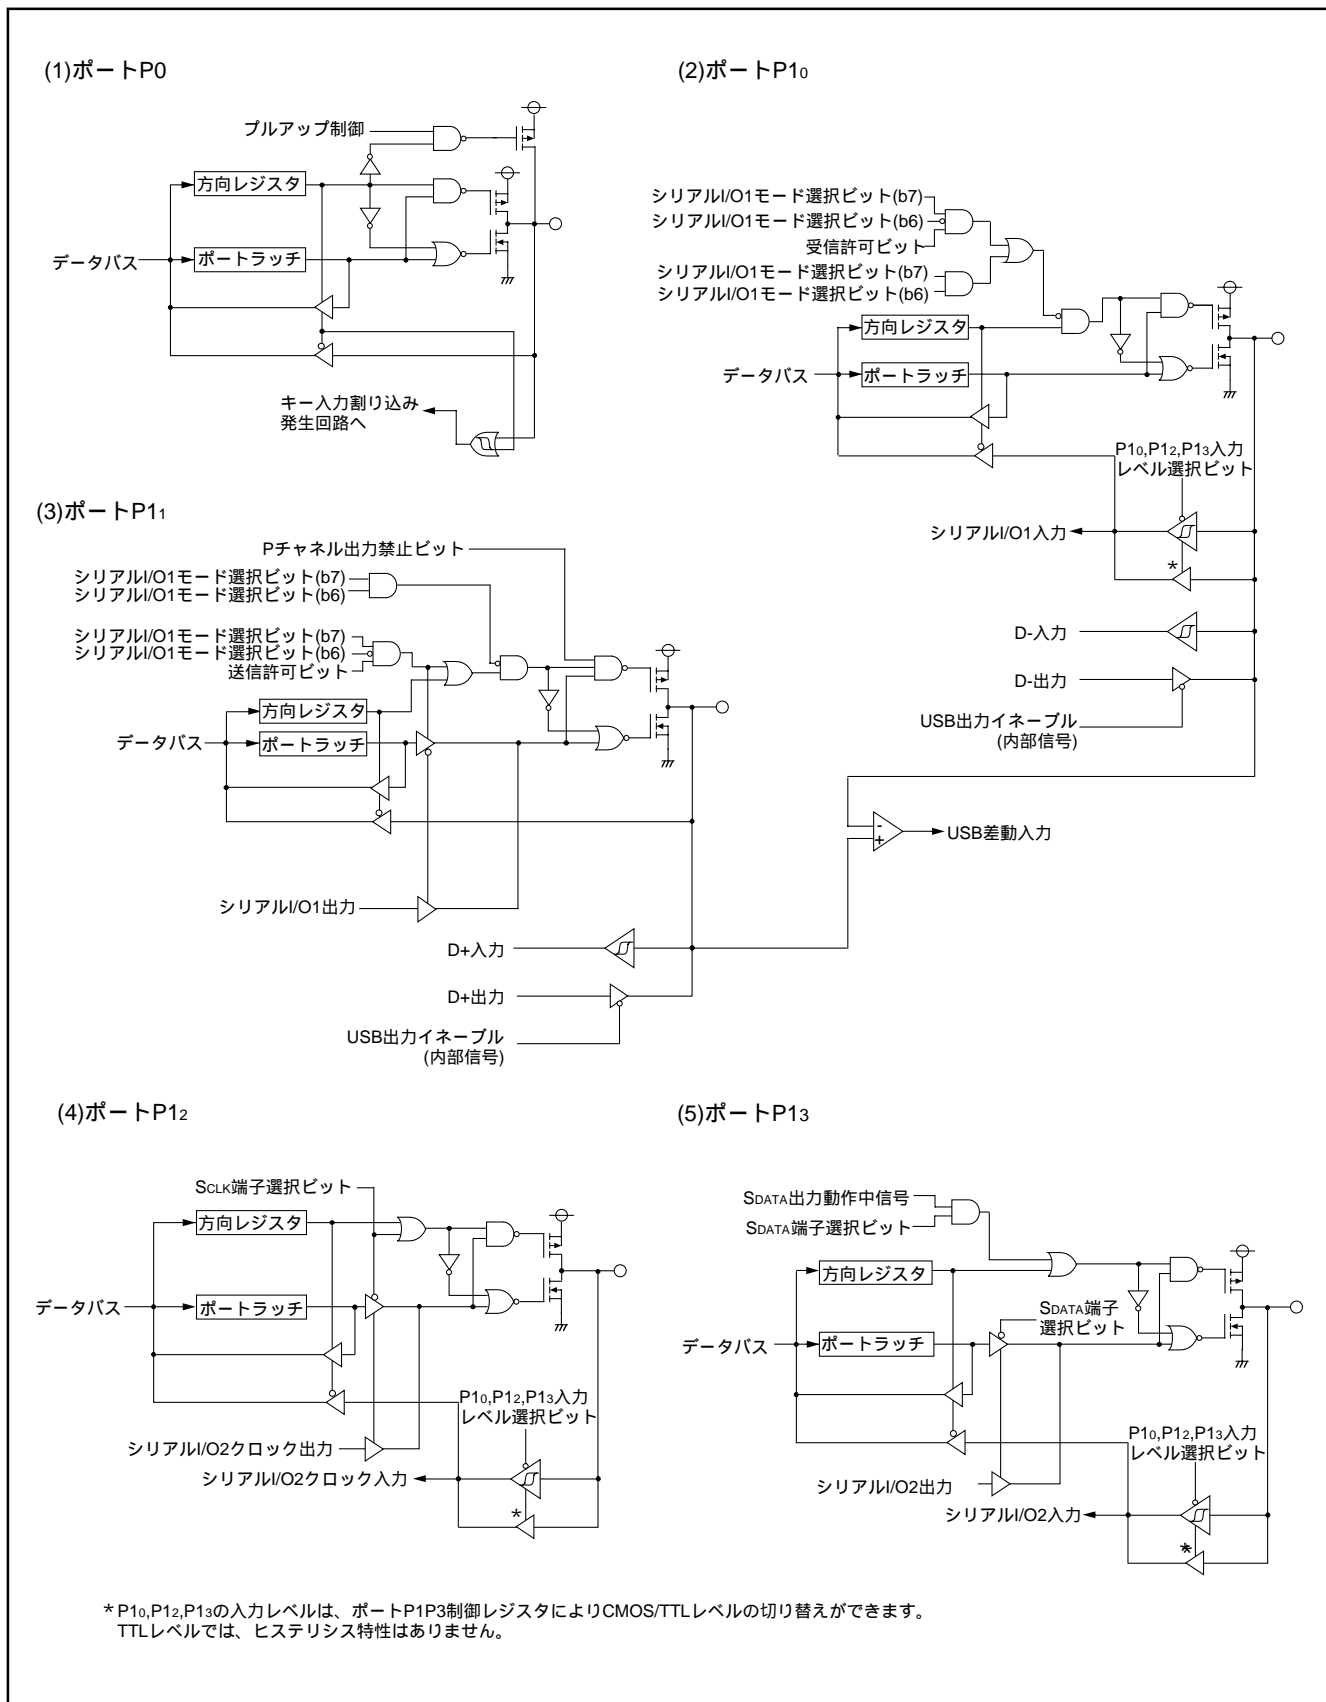 (1)ポートP0
プルアップ制御
方向レジスタ
データバス
ポートラッチ
キー入力割り込み
発生回路へ
(2)ポートP10
シリアルI/O1モード選択ビット(b7)
シリアルI/O1モード選択ビット(b6)
受信許可ビット
シリアルI/O1モード選択ビット(b7)
シリアルI/O1モード選択ビット(b6)
方向レジスタ
データバス
ポートラッチ
P10,P12,P13入力
レベル選択ビット
シリアルI/O1入力
*
D-入力
D-出力
USB出力イネーブル
(内部信号)
(3)ポートP11
Pチャネル出力禁止ビット
シリアルI/O1モード選択ビット(b7)
シリアルI/O1モード選択ビット(b6)
シリアルI/O1モード選択ビット(b7)
シリアルI/O1モード選択ビット(b6)
送信許可ビット
方向レジスタ
データバス
ポートラッチ
-
+
USB差動入力
シリアルI/O1出力
D+入力
D+出力
USB出力イネーブル
(内部信号)
(4)ポートP12
SCLK端子選択ビット
方向レジスタ
データバス
ポートラッチ
P10,P12,P13入力
レベル選択ビット
シリアルI/O2クロック出力
シリアルI/O2クロック入力
*
(5)ポートP13
SDATA出力動作中信号
SDATA端子選択ビット
方向レジスタ
SDATA端子
選択ビット
データバス
ポートラッチ
P10,P12,P13入力
レベル選択ビット
シリアルI/O2出力
シリアルI/O2入力
*
* P10,P12,P13の入力レベルは、ポートP1P3制御レジスタによりCMOS/TTLレベルの切り替えができます。
TTLレベルでは、ヒステリシス特性はありません。